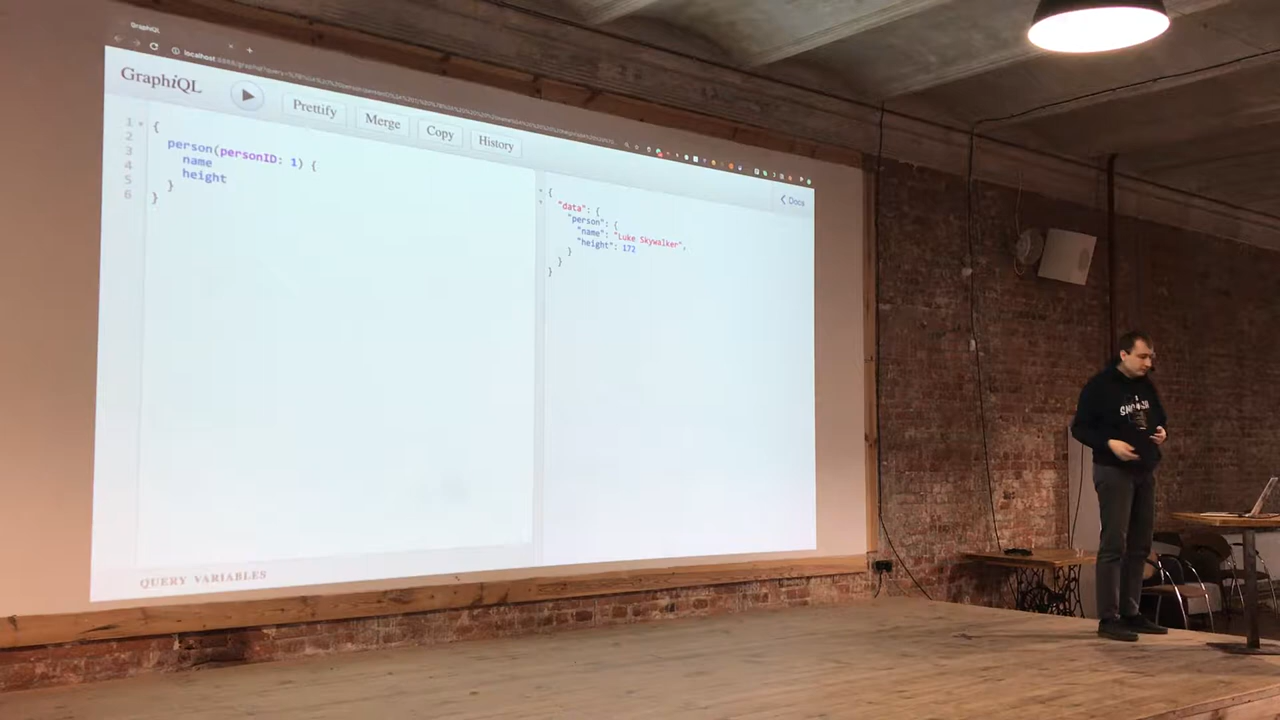 GraphiQL
GraphiQL
Prettify
Merge
Copy
History
1 {
2
3 person(personID: 1) {
4 name
5 height
6 }
}
Docs
{
"data": {
"person": {
"name": "Luke Skywalker",
"height": 172
}
}
}
QUERY VARIABLES